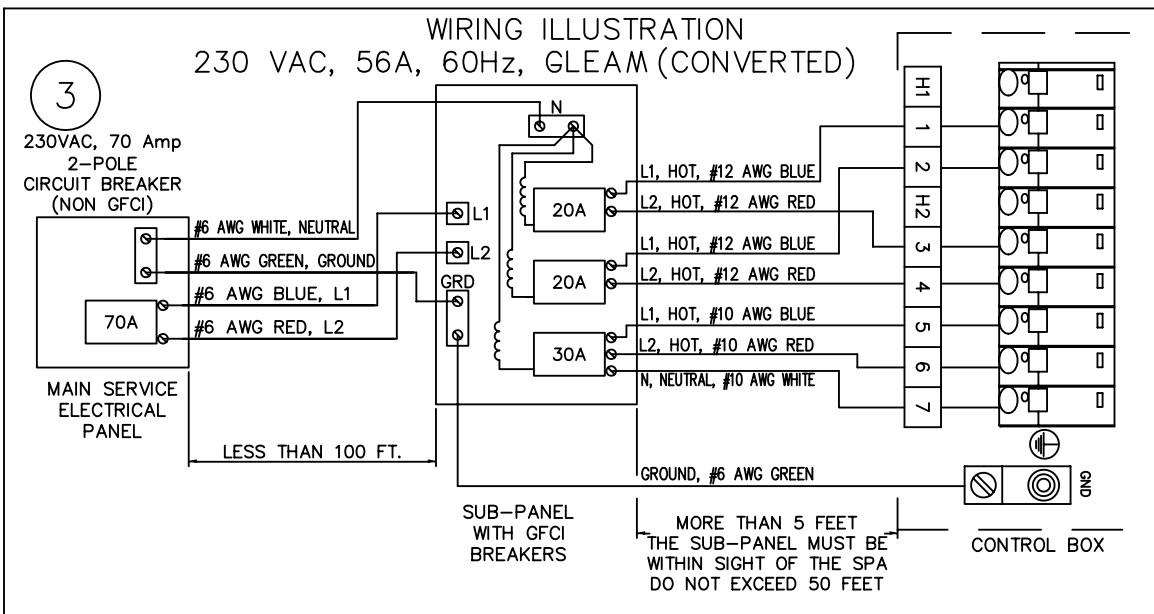 WIRING ILLUSTRATION
230 VAC, 56A, 60Hz, GLEAM (CONVERTED)
3
230VAC, 70 Amp
2-POLE
CIRCUIT BREAKER
(NON GFCI)
#6 AWG WHITE, NEUTRAL
#6 AWG GREEN, GROUND
#6 AWG BLUE, L1
#6 AWG RED, L2
70A
MAIN SERVICE
ELECTRICAL
PANEL
LESS THAN 100 FT.
N
L1
L2
GRD
20A
20A
30A
SUB-PANEL
WITH GFCI
BREAKERS
L1, HOT, #12 AWG BLUE
L2, HOT, #12 AWG RED
L1, HOT, #12 AWG BLUE
L2, HOT, #12 AWG RED
L1, HOT, #10 AWG BLUE
L2, HOT, #10 AWG RED
N, NEUTRAL, #10 AWG WHITE
GROUND, #6 AWG GREEN
MORE THAN 5 FEET
THE SUB-PANEL MUST BE
WITHIN SIGHT OF THE SPA
DO NOT EXCEED 50 FEET
H1
1
2
H2
3
4
5
6
7
GND
CONTROL BOX